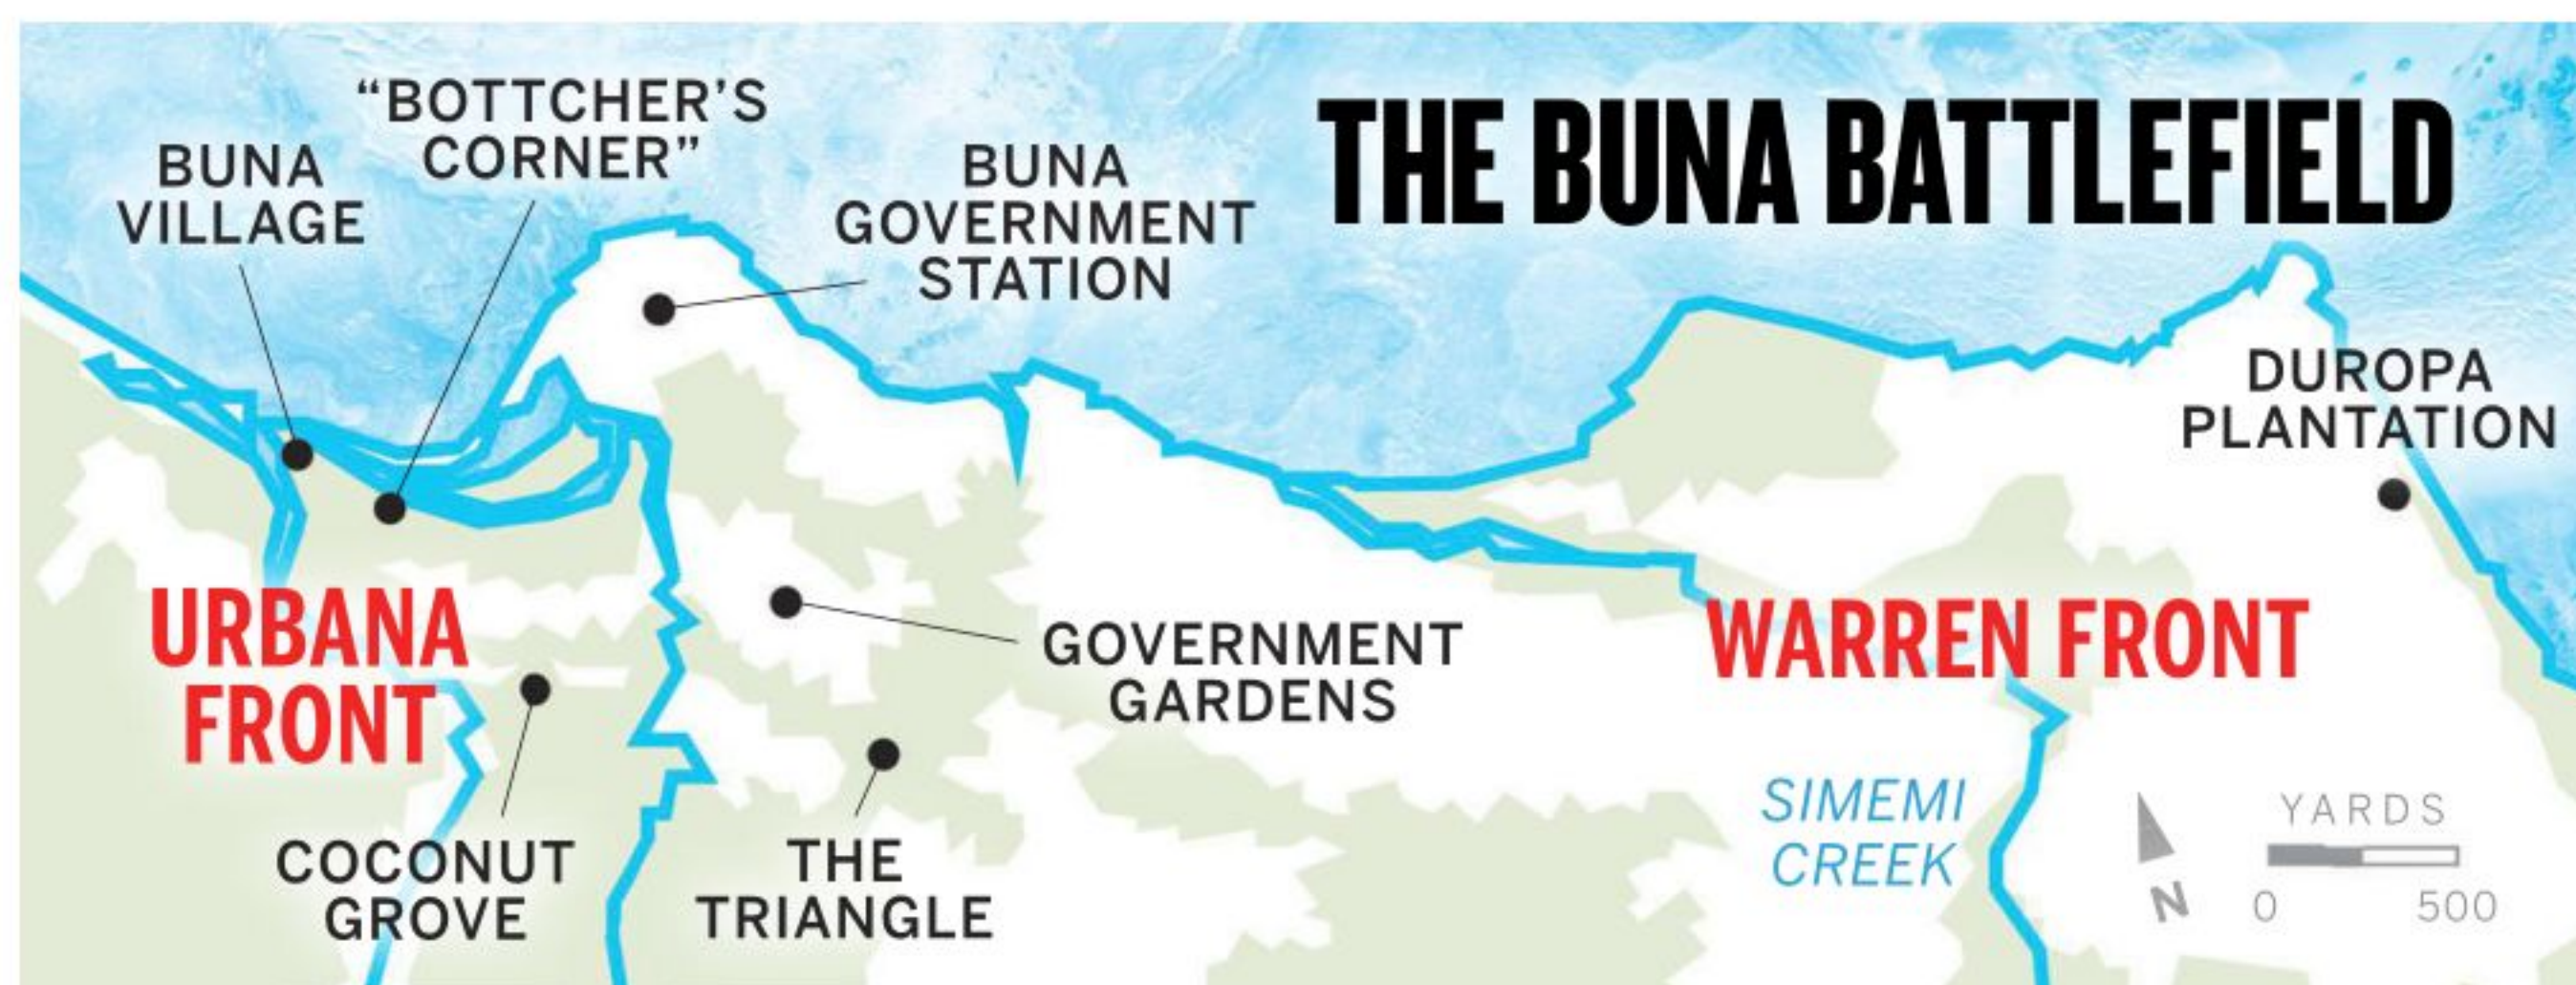 THE BUNA BATTLEFIELD
“BOTTCHER’S
CORNER”
BUNA
VILLAGE
BUNA
GOVERNMENT
STATION
DUROPA
PLANTATION
URBANA
FRONT
GOVERNMENT
GARDENS
WARREN FRONT
COCONUT
GROVE
THE
TRIANGLE
SIMEMI
CREEK
N
YARDS
0 500